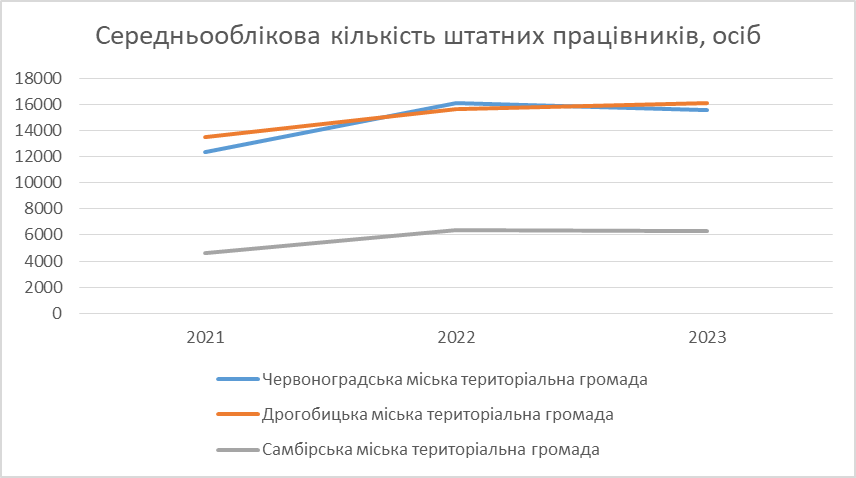 Середньооблікова кількість штатних працівників, осіб
18000
16000
14000
12000
10000
8000
6000
4000
2000
0
2021 2022 2023
Червоноградська міська територіальна громада
Дрогобицька міська територіальна громада
Самбірська міська територіальна громада